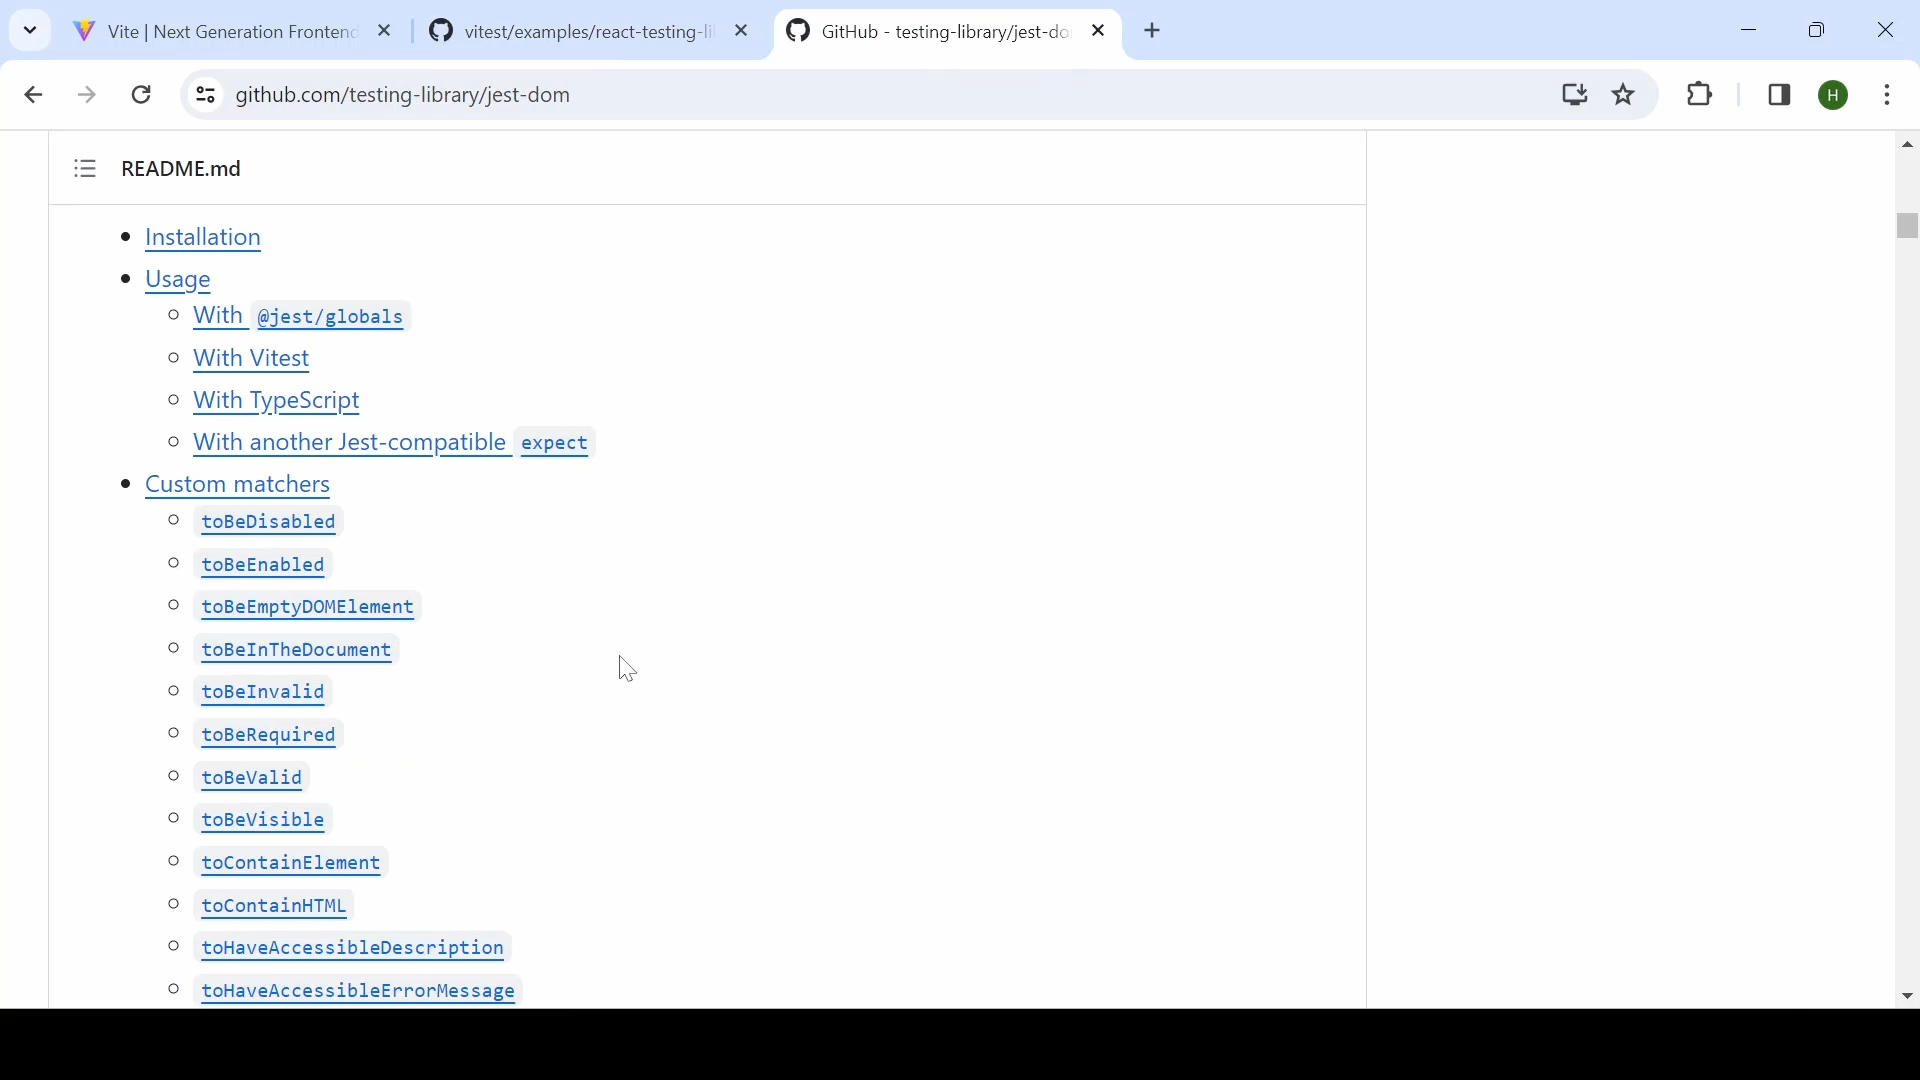 Vite | Next Generation Frontend
vitest/examples/react-testing-li
GitHub - testing-library/jest-do
github.com/testing-library/jest-dom
H
README.md
Installation
Usage
With @jest/globals
With Vitest
With TypeScript
With another Jest-compatible expect
Custom matchers
toBeDisabled
toBeEnabled
toBeEmptyDOMElement
toBeInTheDocument
toBeInvalid
toBeRequired
toBeValid
toBeVisible
toContainElement
toContainHTML
toHaveAccessibleDescription
toHaveAccessibleErrorMessage